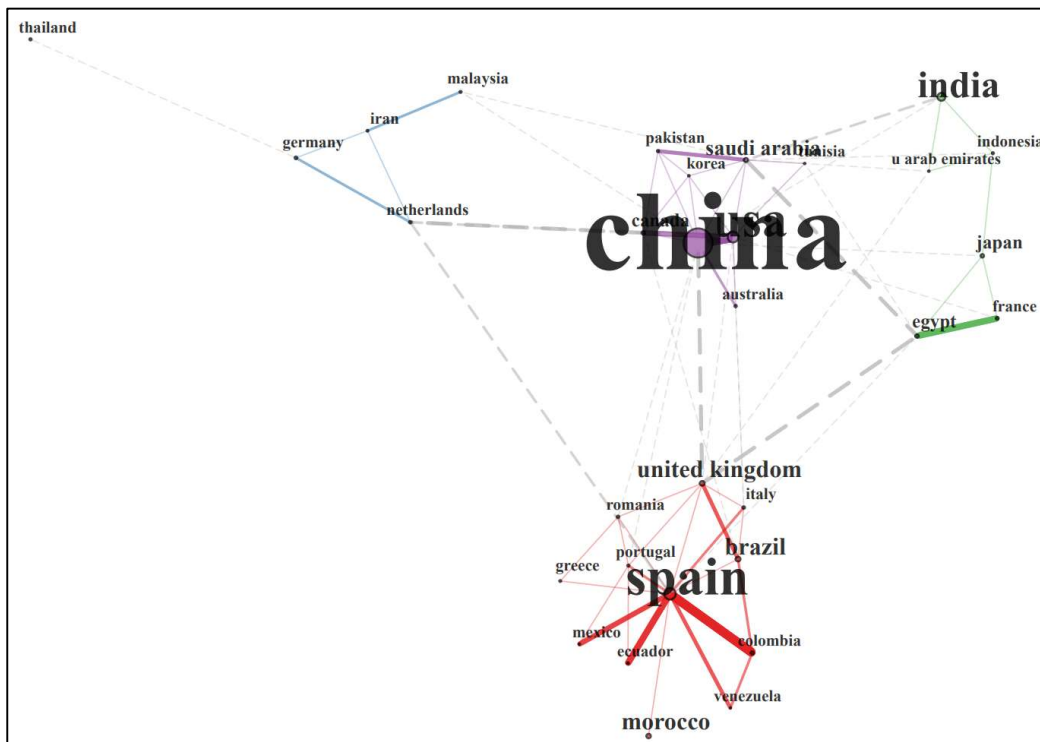 thailand
malaysia
india
iran
pakistan
saudi arabia
tunisia
indonesia
germany
korea
u arab emirates
netherlands
canada
usa
china
japan
australia
france
egypt
united kingdom
italy
romania
brazil
portugal
greece
spain
mexico
colombia
ecuador
venezuela
morocco